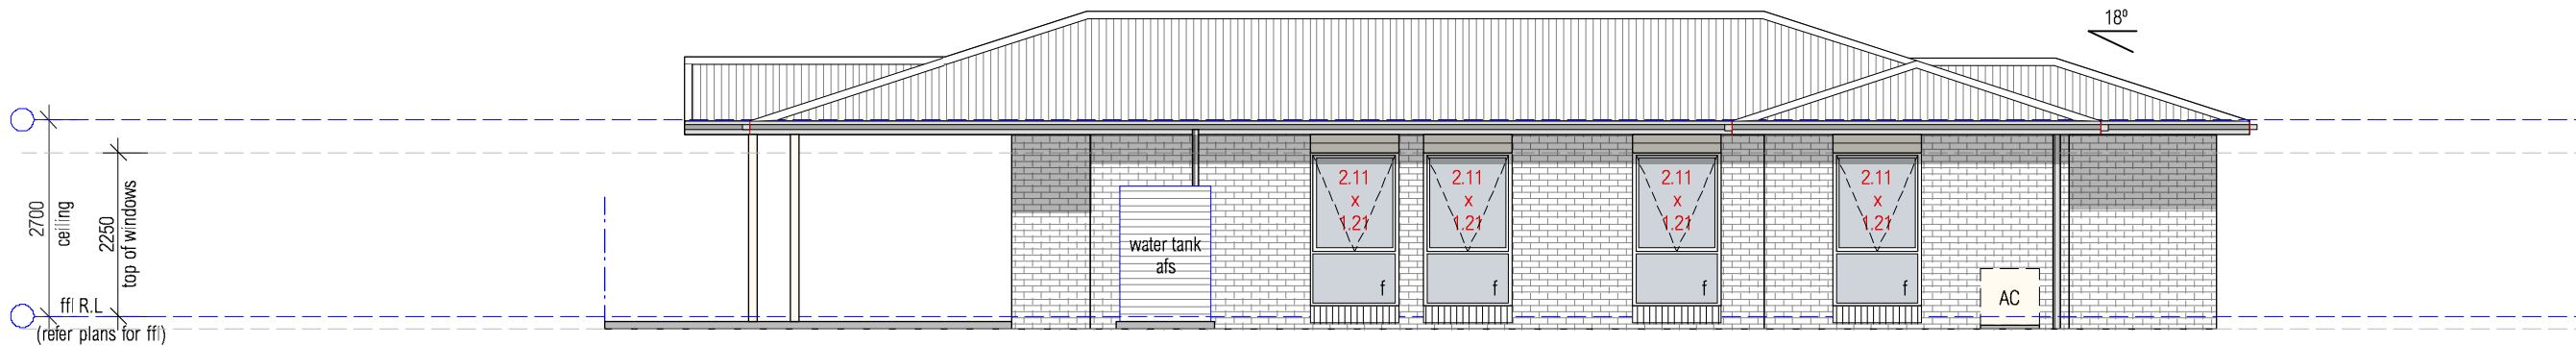 18º
2700
ceiling
2250
top of windows
ffl R.L
(refer plans for ffl)
water tank
afs
2.11
x
1.21
f
2.11
x
1.21
f
2.11
x
1.21
f
2.11
x
1.21
f
AC